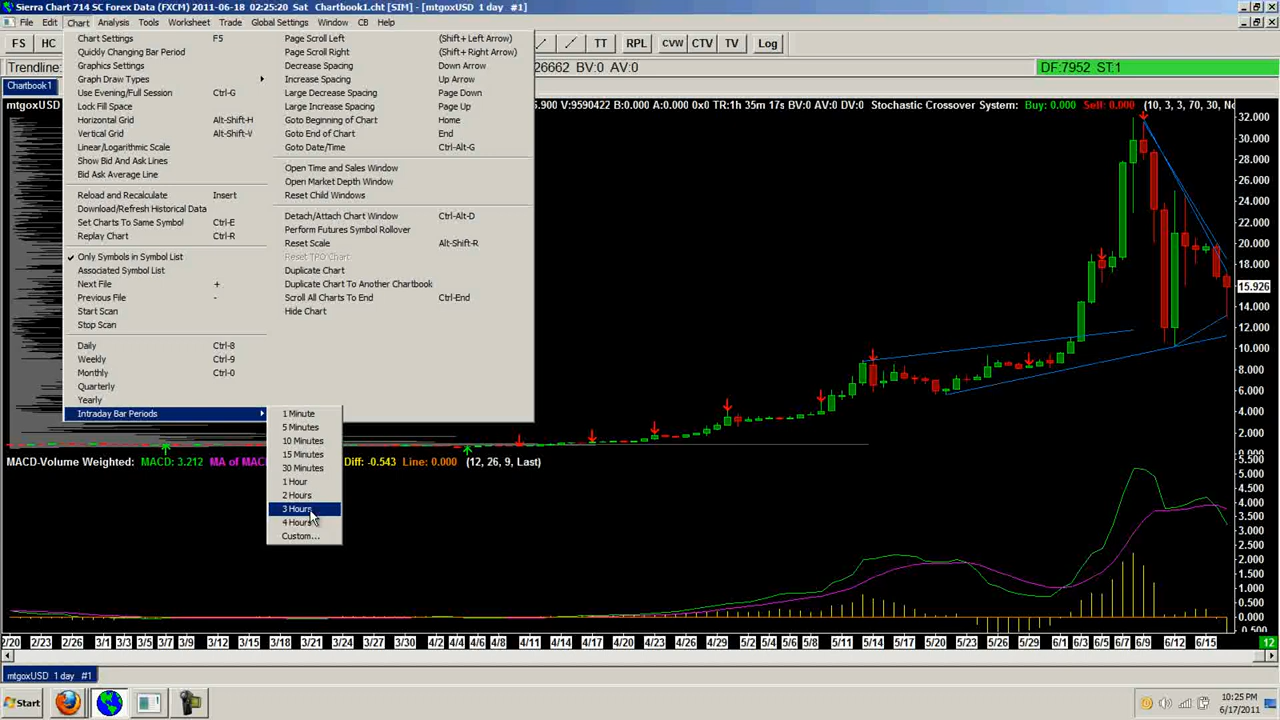 Sierra Chart 714 SC Forex Data (FXCM) 2011-06-18 02:25:20 AM Chartbook1.cht [SIM] - [mtgoxUSD 1 day #1]
File Edit Chart Analysis Tools Worksheet Trade Global Settings Window CB Help
FS HC TT RPL CVW CTV TV Log
Trendline: 26662 BV:0 AV:0 DF:7952 ST:1
Chartbook1
mtgoxUSD 15.900 V:9590422 B:0.000 A:0.000 0x0 TR:1h 35m 17s BV:0 AV:0 DV:0 Stochastic Crossover System: Buy: 0.000 Sell: 0.000 (10, 3, 3, 70, 30, No
Chart Settings F5
Quickly Changing Bar Period
Graphics Settings
Graph Draw Types
Use Evening/Full Session Ctrl-G
Lock Fill Space
Horizontal Grid Alt-Shift-H
Vertical Grid Alt-Shift-V
Linear/Logarithmic Scale
Show Bid And Ask Lines
Bid Ask Average Line
Reload and Recalculate Insert
Download/Refresh Historical Data
Set Charts To Same Symbol Ctrl-E
Replay Chart Ctrl-R
Only Symbols in Symbol List
Associated Symbol List
Next File +
Previous File -
Start Scan
Stop Scan
Daily Ctrl-8
Weekly Ctrl-9
Monthly Ctrl-0
Quarterly
Yearly
Intraday Bar Periods
Page Scroll Left (Shift+ Left Arrow)
Page Scroll Right (Shift+ Right Arrow)
Decrease Spacing Down Arrow
Increase Spacing Up Arrow
Large Decrease Spacing Page Down
Large Increase Spacing Page Up
Goto Beginning of Chart Home
Goto End of Chart End
Goto Date/Time Ctrl-Alt-G
Open Time and Sales Window
Open Market Depth Window
Reset Child Windows
Detach/Attach Chart Window Ctrl-Alt-D
Perform Futures Symbol Rollover
Reset Scale Alt-Shift-R
Reset TPO Chart
Duplicate Chart
Duplicate Chart To Another Chartbook
Scroll All Charts To End Ctrl-End
Hide Chart
1 Minute
5 Minutes
10 Minutes
15 Minutes
30 Minutes
1 Hour
2 Hours
3 Hours
4 Hours
Custom...
32.000
30.000
28.000
26.000
24.000
22.000
20.000
18.000
15.926
14.000
12.000
10.000
8.000
6.000
4.000
2.000
MACD-Volume Weighted: MACD: 3.212 MA of MACD Diff: -0.543 Line: 0.000 (12, 26, 9, Last)
5.000
4.500
4.000
3.500
3.000
2.500
2.000
1.500
1.000
0.500
0.000
2/20 2/23 2/26 3/1 3/3 3/5 3/7 3/9 3/12 3/15 3/18 3/21 3/24 3/27 3/30 4/2 4/5 4/8 4/11 4/14 4/17 4/20 4/23 4/26 4/29 5/2 5/4 5/6 5/8 5/11 5/14 5/17 5/20 5/23 5/26 5/29 6/1 6/3 6/5 6/7 6/9 6/12 6/15 12
mtgoxUSD 1 day #1
Start
10:25 PM
6/17/2011